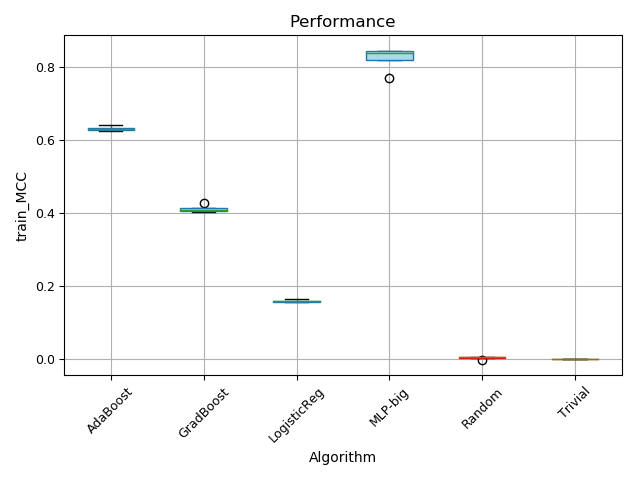 Performance
train_MCC
0.8
0.6
0.4
0.2
0.0
AdaBoost
GradBoost
LogisticReg
MLP-big
Random
Trivial
Algorithm